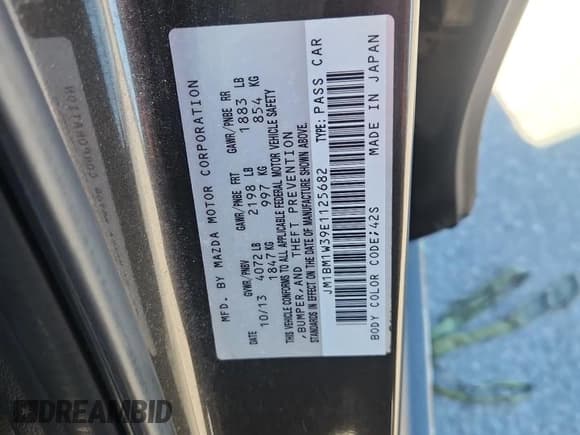 MFD. BY MAZDA MOTOR CORPORATION
GVWR/PNBV GAWR/PNBE FRT GAWR/PNBE RR
DATE 10/13 4072 LB 2198 LB 1883 LB
1847 KG 997 KG 854 KG
THIS VEHICLE CONFORMS TO ALL APPLICABLE FEDERAL MOTOR VEHICLE SAFETY
,BUMPER,AND THEFT PREVENTION
STANDARDS IN EFFECT ON THE DATE OF MANUFACTURE SHOWN ABOVE.
JM1BM1W39E1125682 TYPE: PASS CAR
BODY COLOR CODE;42S MADE IN JAPAN
DREAMBID